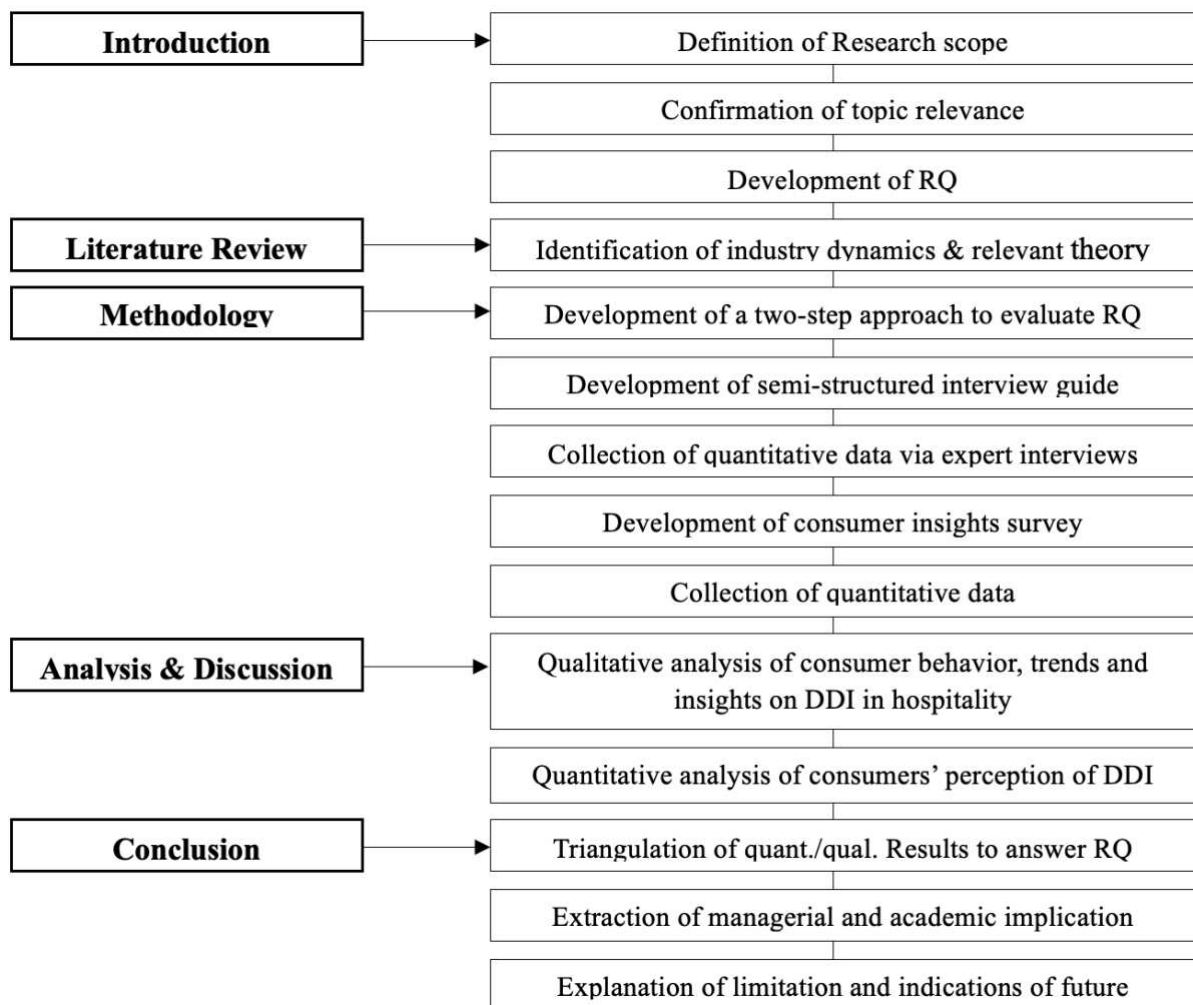 Introduction
Definition of Research scope
Confirmation of topic relevance
Development of RQ
Literature Review
Identification of industry dynamics & relevant theory
Methodology
Development of a two-step approach to evaluate RQ
Development of semi-structured interview guide
Collection of quantitative data via expert interviews
Development of consumer insights survey
Collection of quantitative data
Analysis & Discussion
Qualitative analysis of consumer behavior, trends and
insights on DDI in hospitality
Quantitative analysis of consumers’ perception of DDI
Conclusion
Triangulation of quant./qual. Results to answer RQ
Extraction of managerial and academic implication
Explanation of limitation and indications of future